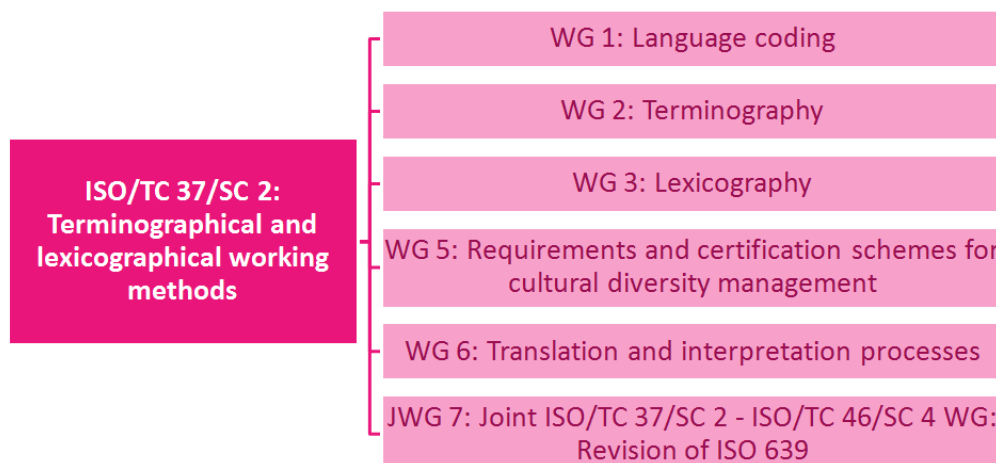 ISO/TC 37/SC 2:
Terminographical and
lexicographical working
methods
WG 1: Language coding
WG 2: Terminography
WG 3: Lexicography
WG 5: Requirements and certification schemes for
cultural diversity management
WG 6: Translation and interpretation processes
JWG 7: Joint ISO/TC 37/SC 2 - ISO/TC 46/SC 4 WG:
Revision of ISO 639